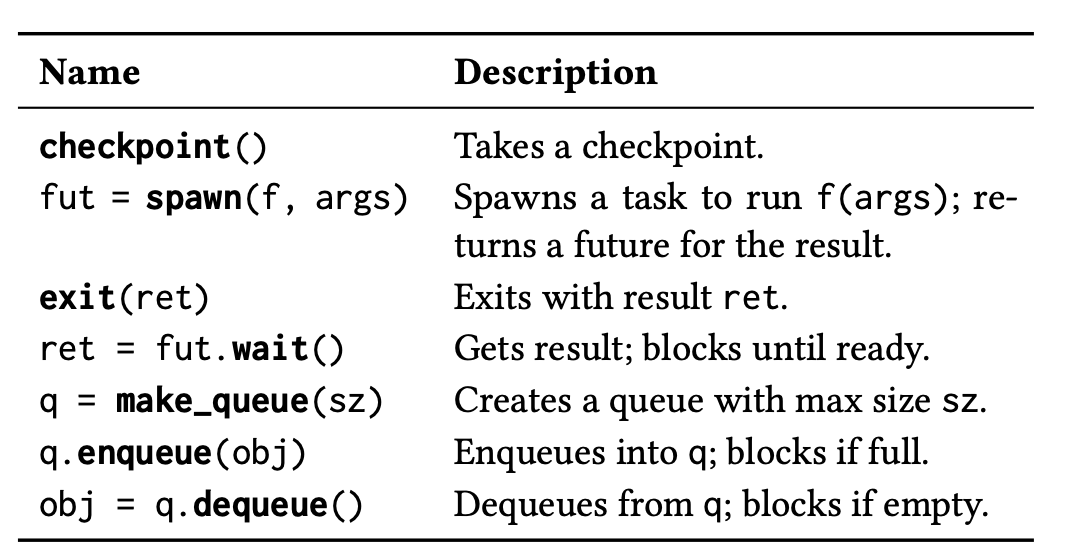 Name Description
checkpoint() Takes a checkpoint.
fut = spawn(f, args) Spawns a task to run f(args); re-
turns a future for the result.
exit(ret) Exits with result ret.
ret = fut.wait() Gets result; blocks until ready.
q = make_queue(sz) Creates a queue with max size sz.
q.enqueue(obj) Enqueues into q; blocks if full.
obj = q.dequeue() Dequeues from q; blocks if empty.